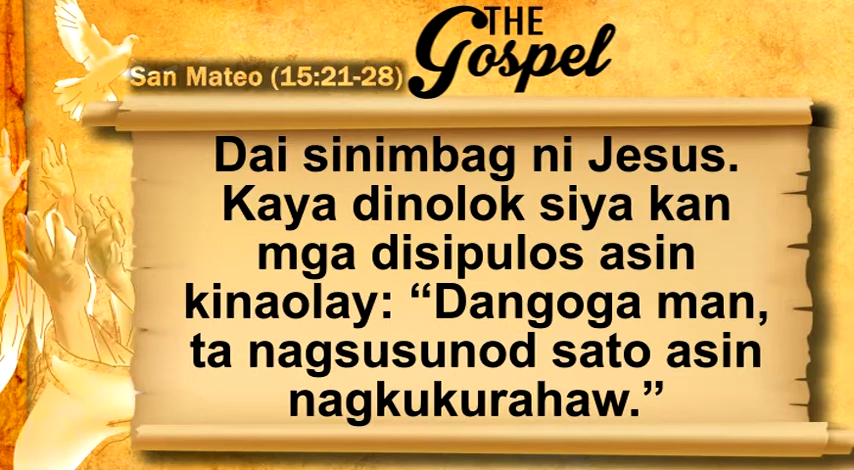 THE
Gospel
San Mateo (15:21-28)
Dai sinimbag ni Jesus.
Kaya dinolok siya kan
mga disipulos asin
kinaolay: “Dangoga man,
ta nagsusunod sato asin
nagkukurahaw.”